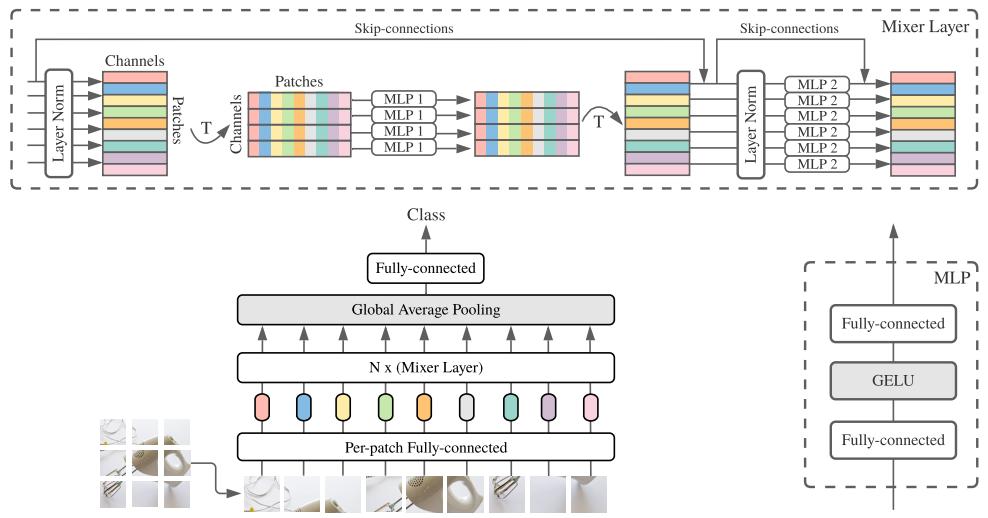 Skip-connections
Skip-connections
Mixer Layer
Layer Norm
Channels
Patches
T
Patches
Channels
MLP 1
MLP 1
MLP 1
MLP 1
T
Layer Norm
MLP 2
MLP 2
MLP 2
MLP 2
MLP 2
MLP 2
Class
Fully-connected
Global Average Pooling
N x (Mixer Layer)
Per-patch Fully-connected
MLP
Fully-connected
GELU
Fully-connected